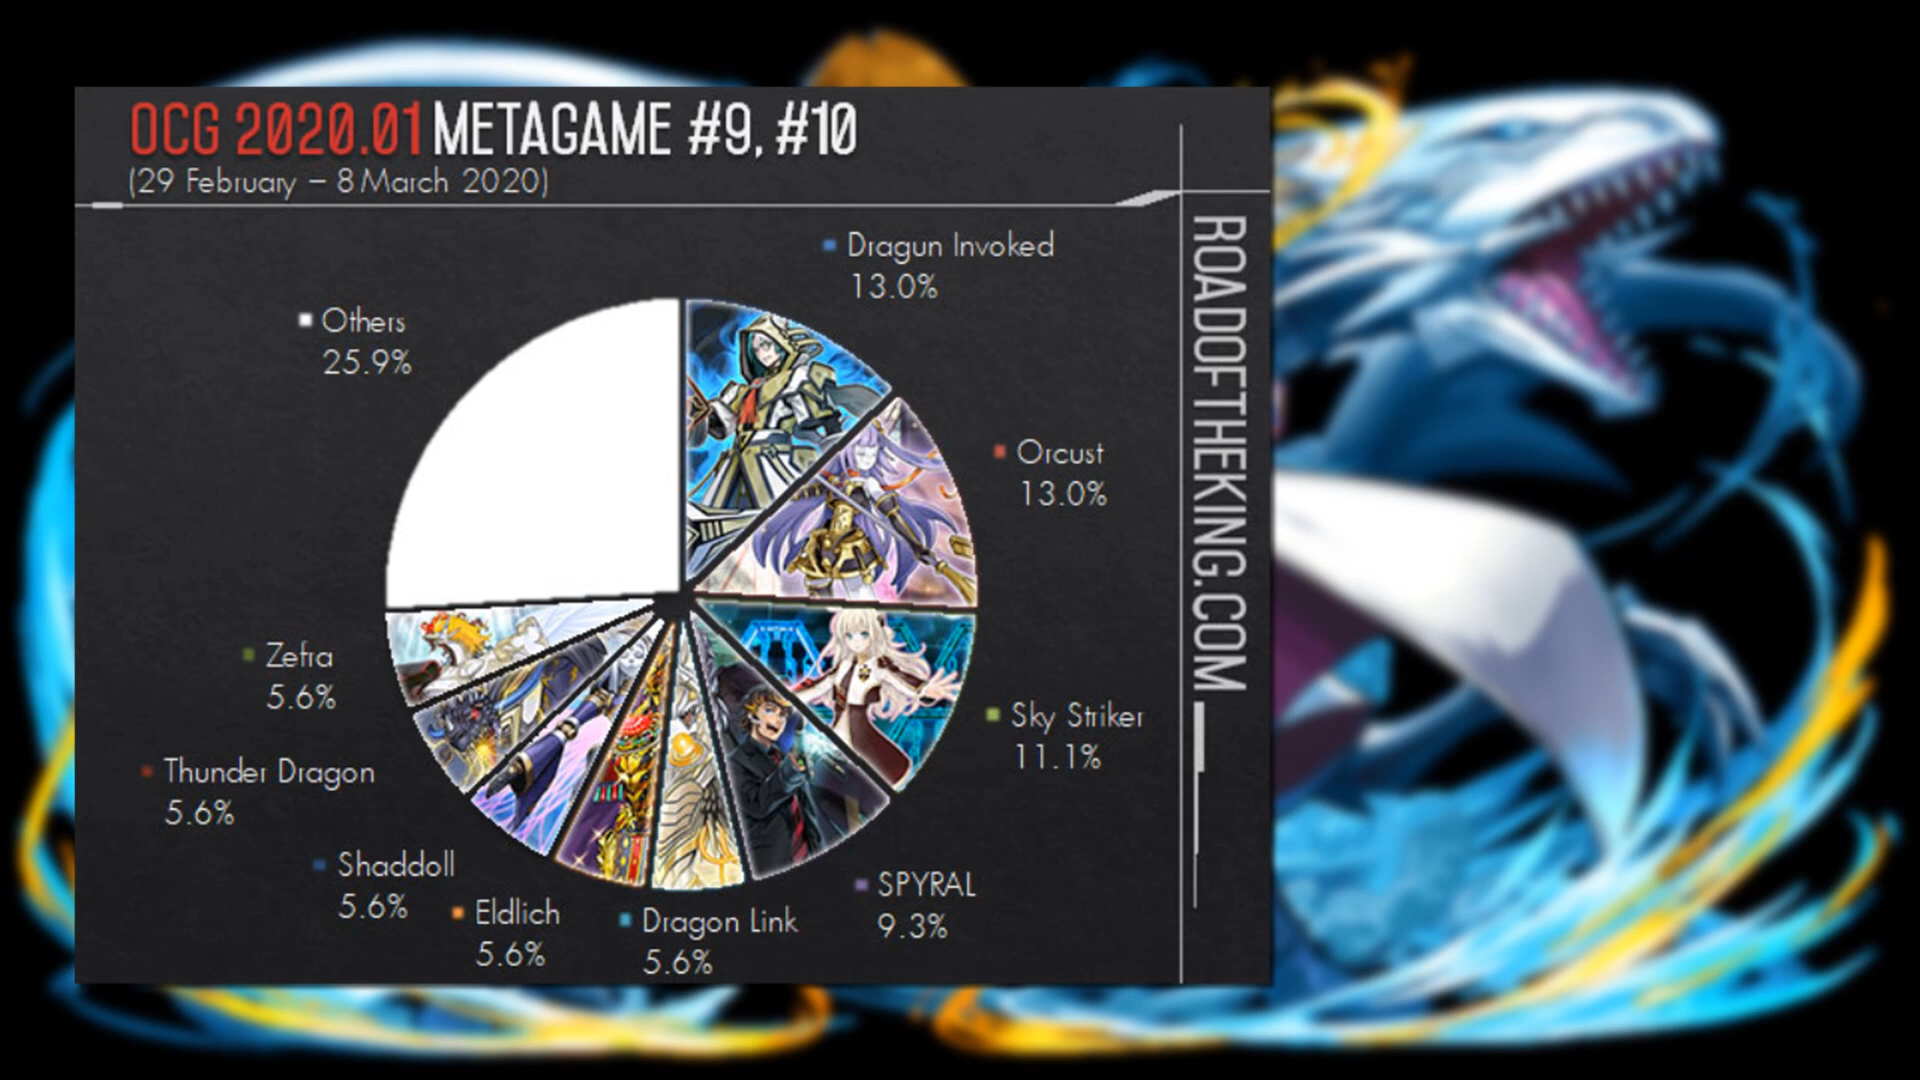 OCG 2020.01 METAGAME #9, #10
(29 February – 8 March 2020)
Dragun Invoked
13.0%
Others
25.9%
Orcust
13.0%
Zefra
5.6%
Sky Striker
11.1%
Thunder Dragon
5.6%
Shaddoll
5.6%
Eldlich
5.6%
Dragon Link
5.6%
SPYRAL
9.3%
ROADOFTHEKING.COM